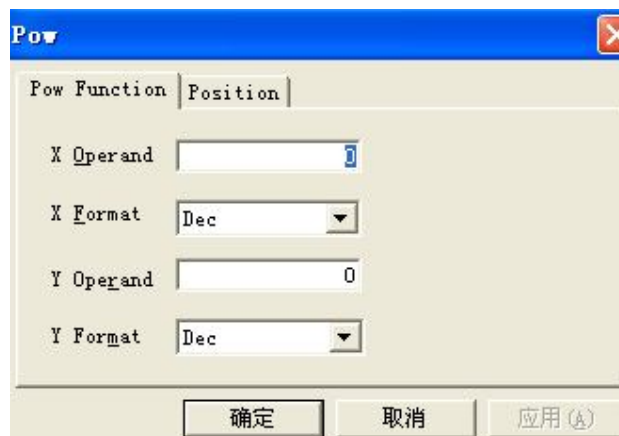 Pow
Pow Function Position
X Operand 0
X Format Dec
Y Operand 0
Y Format Dec
确定 取消 应用(A)